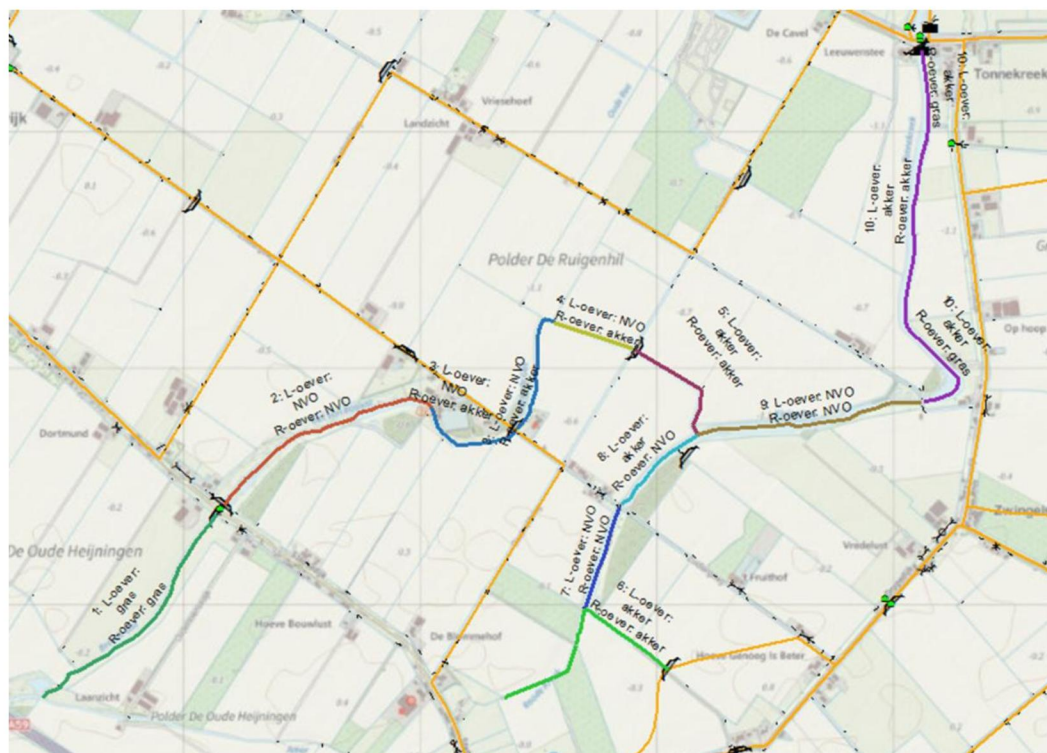 De Cavel
Leeuwenstee
Tonnekreek
Vriesehoef
Landzicht
ijk
Polder De Ruigenhil
10: L-oever:
akker
R-oever: gras
10: L-oever:
akker
R-oever: akker
10: L-oever:
akker
R-oever: gras
Op hoop
4: L-oever: NVO
R-oever: akker
5: L-oever:
akker
R-oever: akker
3: L-oever:
NVO
R-oever: akker
3: L-oever: NVO
R-oever: akker
2: L-oever:
NVO
R-oever: NVO
9: L-oever: NVO
R-oever: NVO
8: L-oever:
akker
R-oever: NVO
Dortmund
De Oude Heijningen
1: L-oever:
gras
R-oever: gras
7: L-oever: NVO
R-oever: NVO
6: L-oever:
akker
R-oever: akker
Vredelust
't Fruithof
Hoeve Bouwlust
De Blommehof
Hoeve Genoeg Is Beter
Laanzicht
Polder De Oude Heijningen
A59